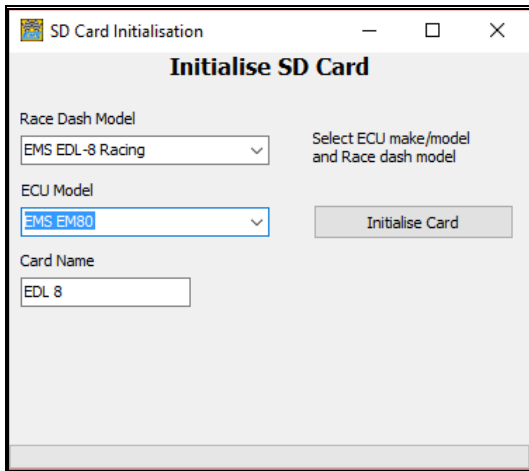 SD Card Initialisation
Initialise SD Card
Race Dash Model
EMS EDL-8 Racing
Select ECU make/model
and Race dash model
ECU Model
EMS EM80
Initialise Card
Card Name
EDL 8